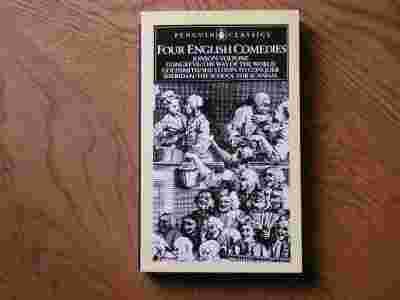 PENGUIN CLASSICS
FOUR ENGLISH COMEDIES
JONSON/VOLPONE
CONGREVE/THE WAY OF THE WORLD
GOLDSMITH/SHE STOOPS TO CONQUER
SHERIDAN/THE SCHOOL FOR SCANDAL